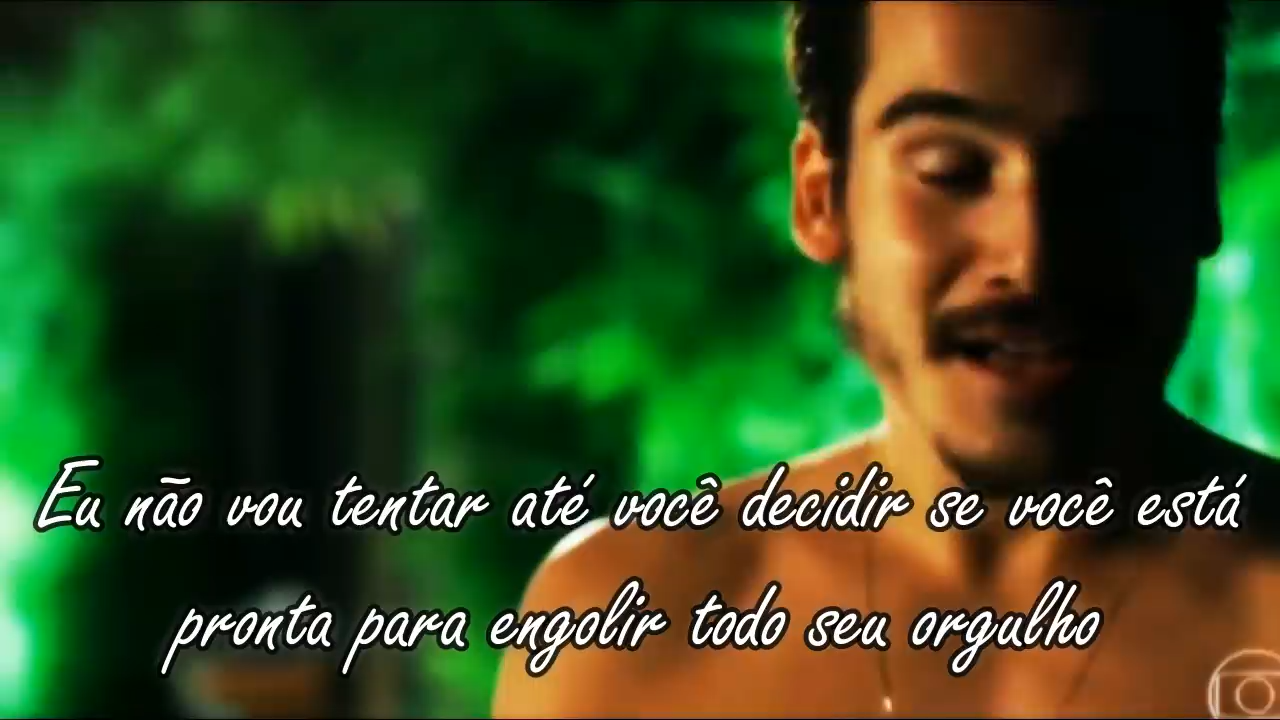 Eu não vou tentar até você decidir se você está
pronta para engolir todo seu orgulho